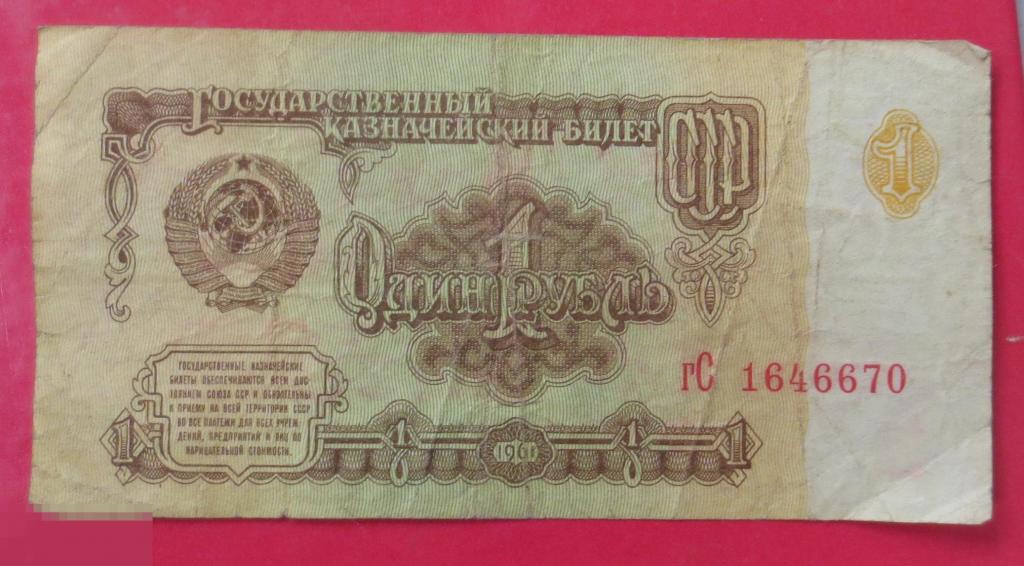 ГОСУДАРСТВЕННЫЙ
КАЗНАЧЕЙСКИЙ БИЛЕТ
СССР
1
1
ОДИН РУБЛЬ
ГОСУДАРСТВЕННЫЕ КАЗНАЧЕЙСКИЕ
БИЛЕТЫ ОБЕСПЕЧИВАЮТСЯ ВСЕМ ДОС-
ТОЯНИЕМ СОЮЗА ССР И ОБЯЗАТЕЛЬНЫ
К ПРИЕМУ НА ВСЕЙ ТЕРРИТОРИИ СССР
ВО ВСЕ ПЛАТЕЖИ ДЛЯ ВСЕХ УЧРЕЖ-
ДЕНИЙ, ПРЕДПРИЯТИЙ И ЛИЦ ПО
НАРИЦАТЕЛЬНОЙ СТОИМОСТИ.
гС 1646670
1 1 1961 1 1